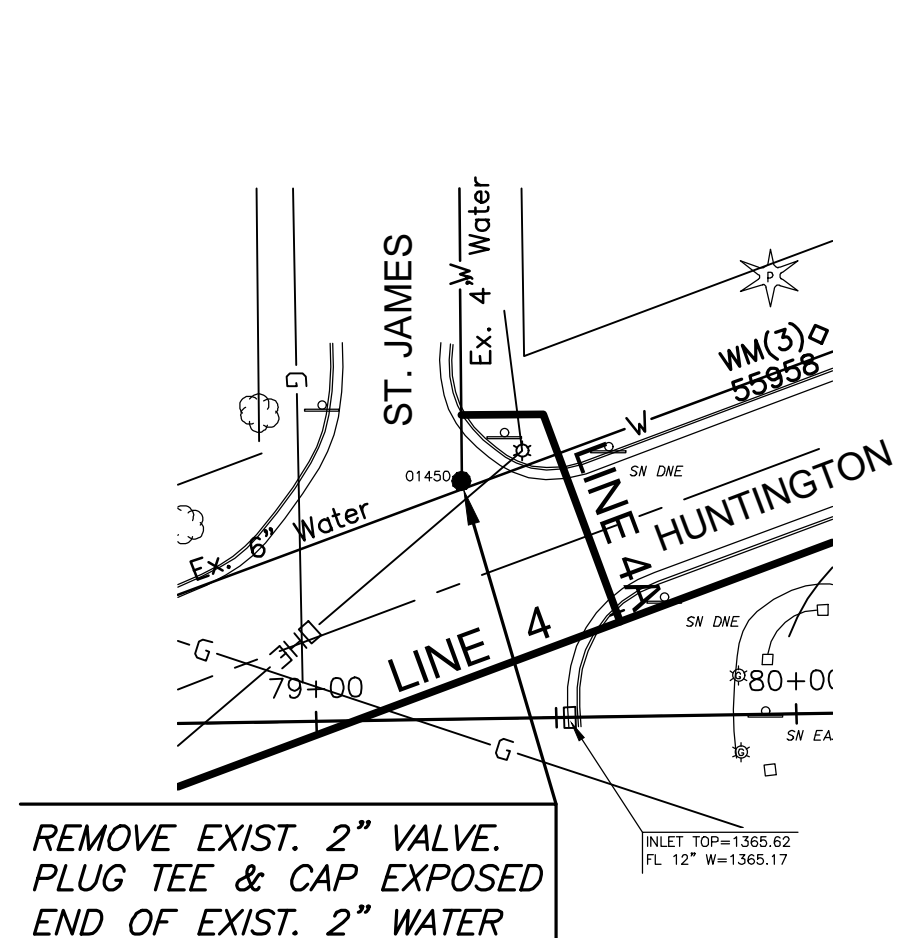 ST. JAMES
W
Ex. 4" Water
P
WM(3)
55958
G
W
01450
SN DNE
HUNTINGTON
LINE 4A
Ex. 6" Water
SN DNE
G
OHE
LINE 4
79+00
80+00
G
G
G
SN EA
INLET TOP=1365.62
FL 12" W=1365.17
REMOVE EXIST. 2" VALVE.
PLUG TEE & CAP EXPOSED
END OF EXIST. 2" WATER